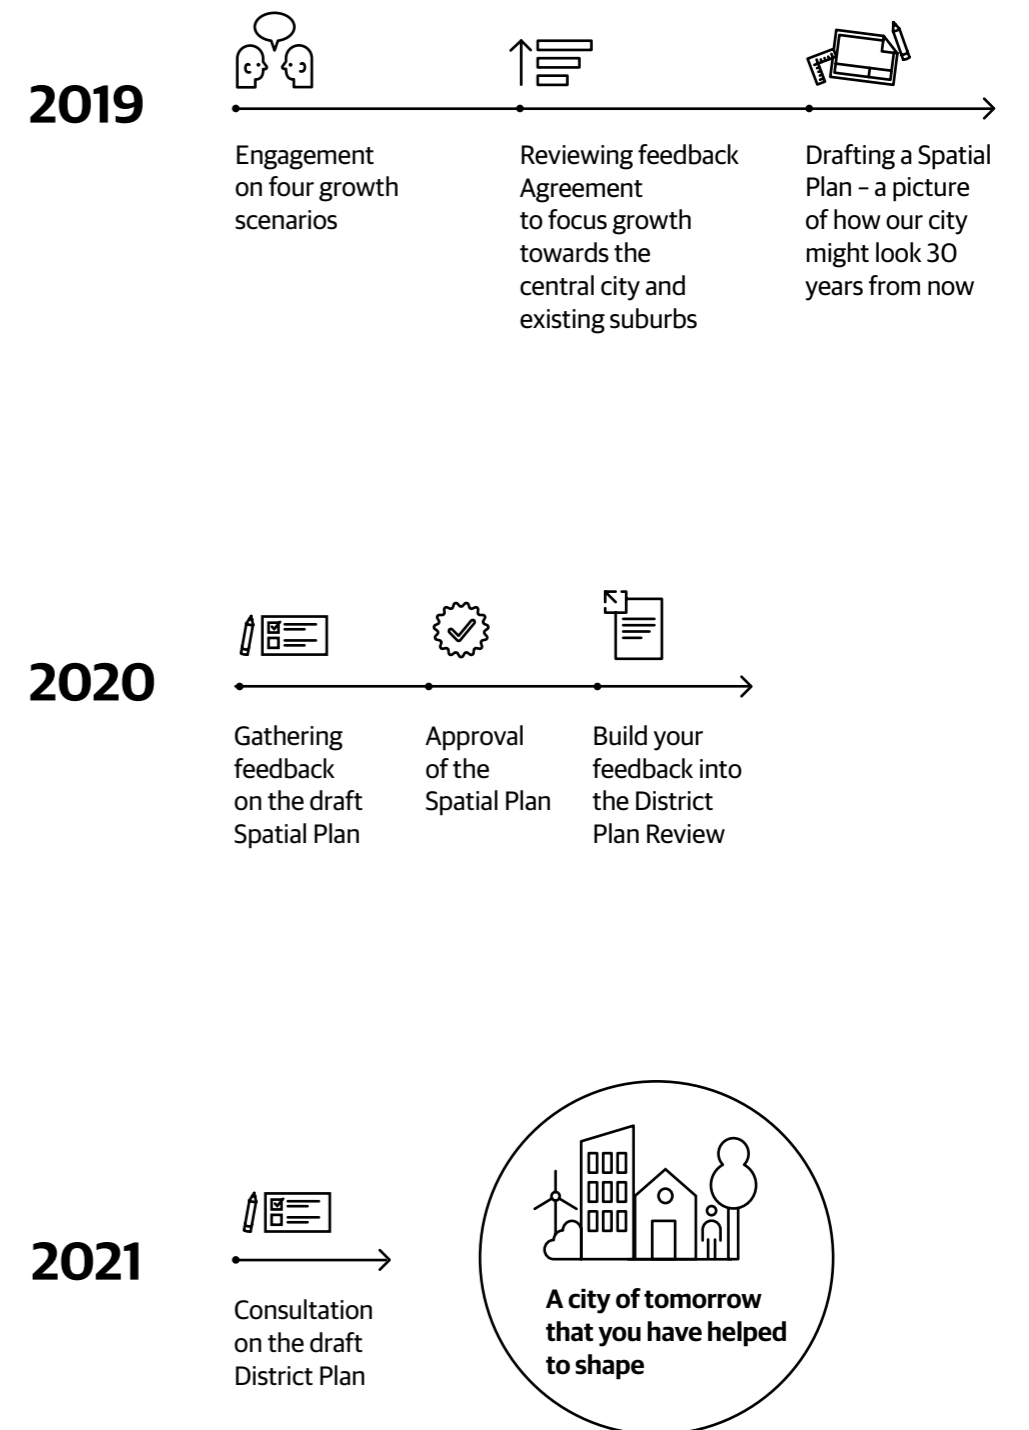 2019
Engagement
on four growth
scenarios
Reviewing feedback
Agreement
to focus growth
towards the
central city and
existing suburbs
Drafting a Spatial
Plan – a picture
of how our city
might look 30
years from now
2020
Gathering
feedback
on the draft
Spatial Plan
Approval
of the
Spatial Plan
Build your
feedback into
the District
Plan Review
2021
Consultation
on the draft
District Plan
A city of tomorrow
that you have helped
to shape